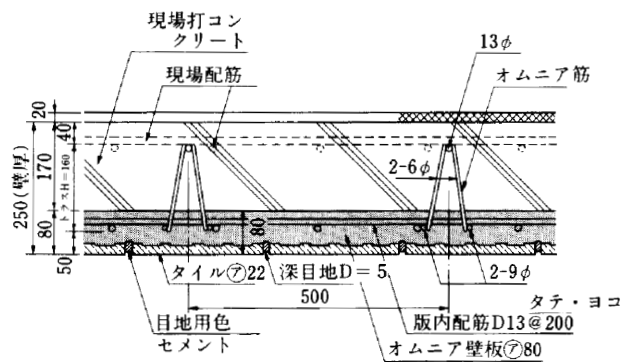 現場打コン
クリート
現場配筋
13φ
オムニア筋
2-6φ
20
40
170
トラスH=160
250(壁厚)
80
50
80
タイル㋐22
深目地D=5
2-9φ
500
目地用色
セメント
タテ・ヨコ
版内配筋D13@200
オムニア壁板㋐80